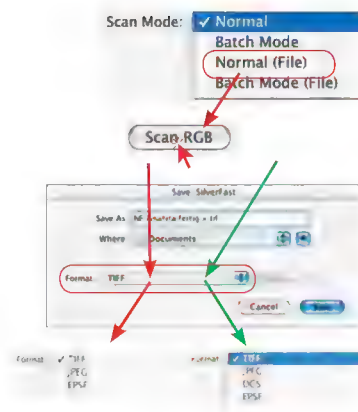 Scan Mode: ✓ Normal
Batch Mode
Normal (File)
Batch Mode (File)
Scan RGB
Save: SilverFast
Save As
Where Documents
Format: TIFF
Cancel Save
Format ✓ TIFF
JPEG
EPSF
Format ✓ TIFF
JPEG
DCS
EPSF